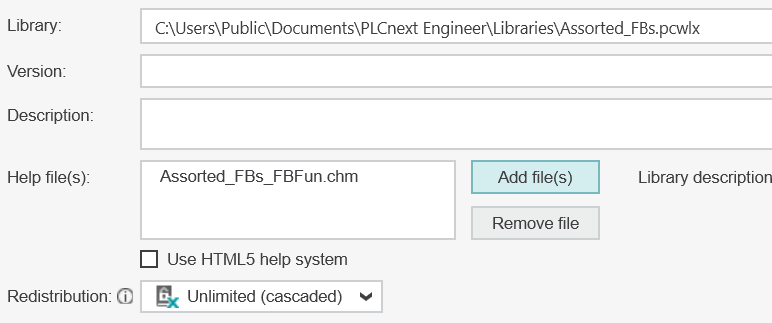 Library: C:\Users\Public\Documents\PLCnext Engineer\Libraries\Assorted_FBs.pcwlx
Version:
Description:
Help file(s): Assorted_FBs_FBFun.chm Add file(s) Library description
Remove file
Use HTML5 help system
Redistribution: Unlimited (cascaded)